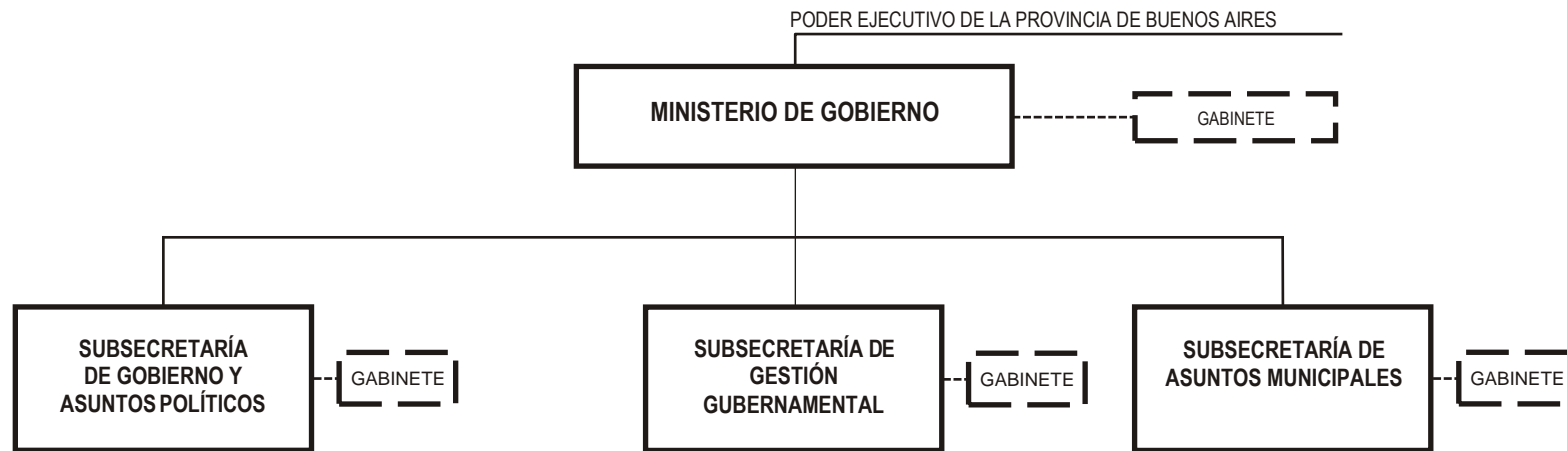 PODER EJECUTIVO DE LA PROVINCIA DE BUENOS AIRES
MINISTERIO DE GOBIERNO
GABINETE
SUBSECRETARÍA
DE GOBIERNO Y
ASUNTOS POLÍTICOS
GABINETE
SUBSECRETARÍA DE
GESTIÓN
GUBERNAMENTAL
GABINETE
SUBSECRETARÍA DE
ASUNTOS MUNICIPALES
GABINETE